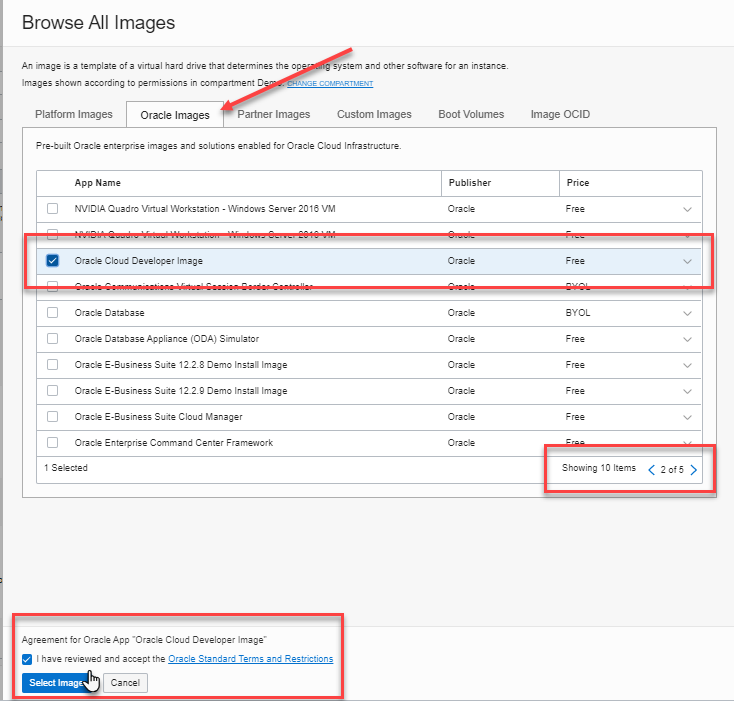 Browse All Images
An image is a template of a virtual hard drive that determines the operating system and other software for an instance.
Images shown according to permissions in compartment Demo. CHANGE COMPARTMENT
Platform Images Oracle Images Partner Images Custom Images Boot Volumes Image OCID
Pre-built Oracle enterprise images and solutions enabled for Oracle Cloud Infrastructure.
App Name Publisher Price
NVIDIA Quadro Virtual Workstation - Windows Server 2016 VM Oracle Free
NVIDIA Quadro Virtual Workstation - Windows Server 2016 VM Oracle Free
Oracle Cloud Developer Image Oracle Free
Oracle Communications Virtual Session Border Controller Oracle BYOL
Oracle Database Oracle BYOL
Oracle Database Appliance (ODA) Simulator Oracle Free
Oracle E-Business Suite 12.2.8 Demo Install Image Oracle Free
Oracle E-Business Suite 12.2.9 Demo Install Image Oracle Free
Oracle E-Business Suite Cloud Manager Oracle Free
Oracle Enterprise Command Center Framework Oracle Free
1 Selected Showing 10 Items 2 of 5
Agreement for Oracle App "Oracle Cloud Developer Image"
I have reviewed and accept the Oracle Standard Terms and Restrictions
Select Image Cancel